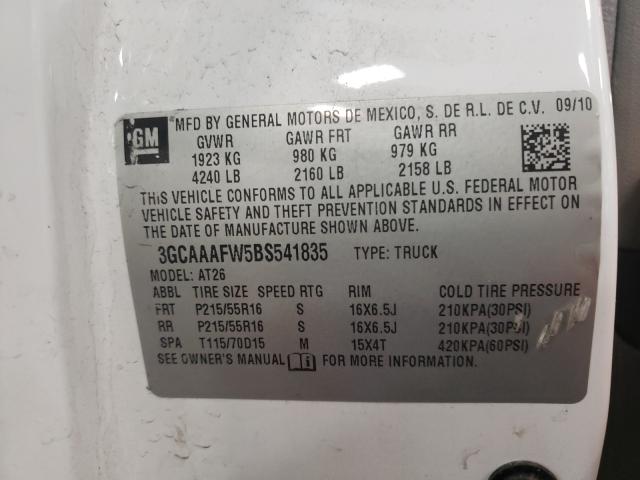 GM MFD BY GENERAL MOTORS DE MEXICO, S. DE R.L. DE C.V. 09/10
GVWR GAWR FRT GAWR RR
1923 KG 980 KG 979 KG
4240 LB 2160 LB 2158 LB
THIS VEHICLE CONFORMS TO ALL APPLICABLE U.S. FEDERAL MOTOR
VEHICLE SAFETY AND THEFT PREVENTION STANDARDS IN EFFECT ON
THE DATE OF MANUFACTURE SHOWN ABOVE.
3GCAAAFW5BS541835 TYPE: TRUCK
MODEL: AT26
ABBL TIRE SIZE SPEED RTG RIM COLD TIRE PRESSURE
FRT P215/55R16 S 16X6.5J 210KPA(30PSI)
RR P215/55R16 S 16X6.5J 210KPA(30PSI)
SPA T115/70D15 M 15X4T 420KPA(60PSI)
SEE OWNER'S MANUAL FOR MORE INFORMATION.